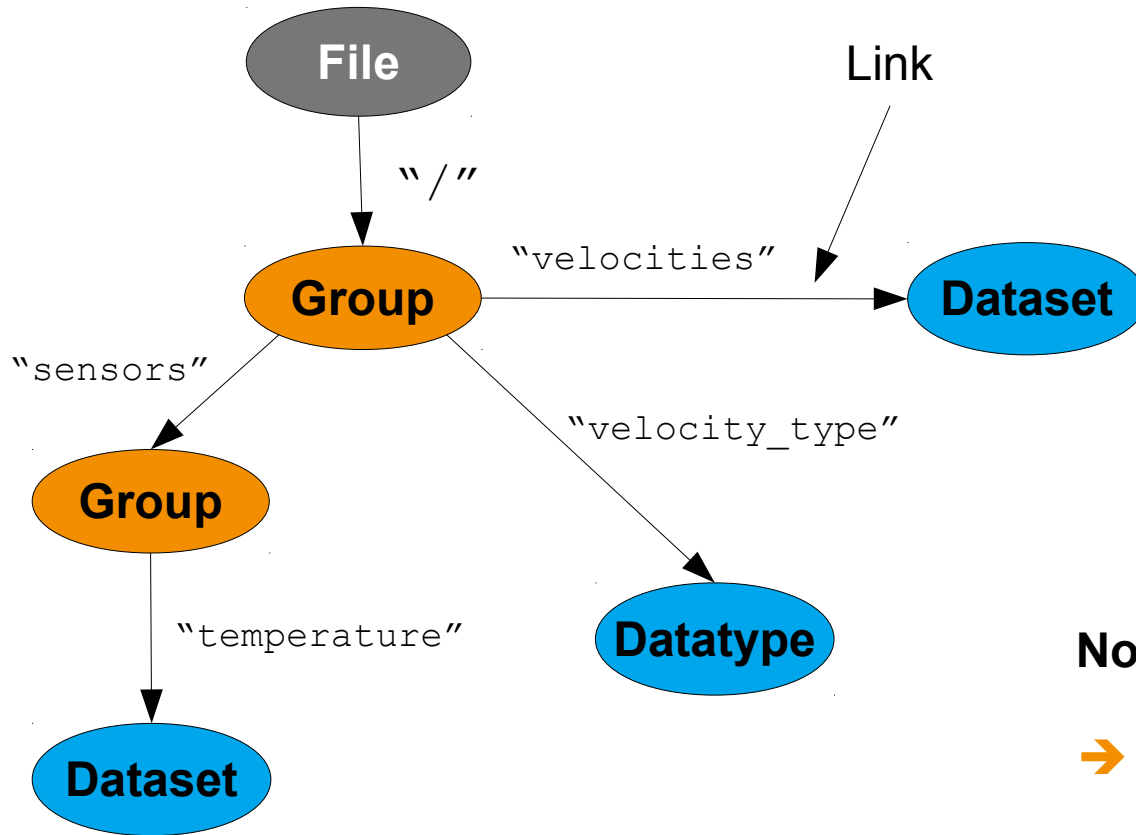 File
Link
“/”
“velocities”
Group
Dataset
“sensors”
“velocity_type”
Group
“temperature”
Datatype
No
Dataset